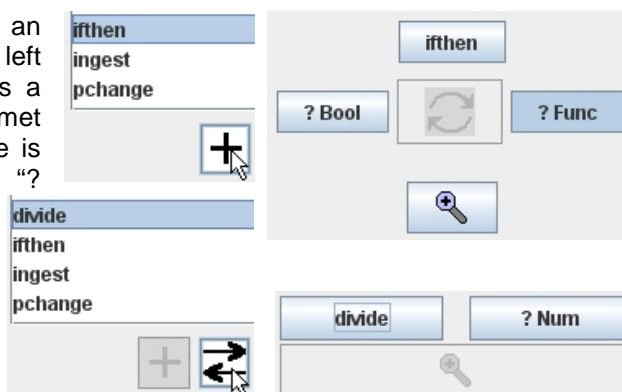 an
left
s a
met
e is
"?
ifthen
ingest
pchange
ifthen
? Bool
? Func
divide
ifthen
ingest
pchange
divide
? Num